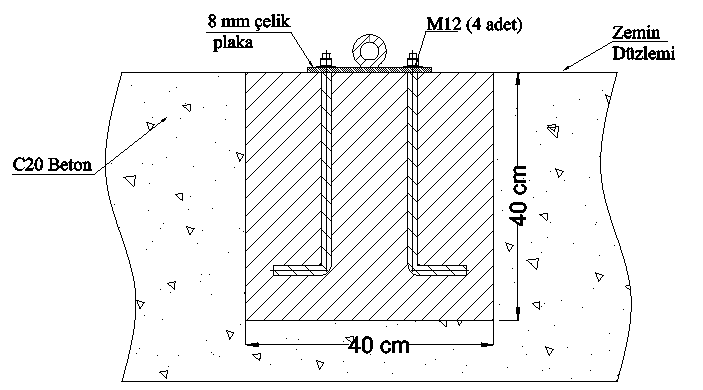 8 mm çelik
plaka
M12 (4 adet)
Zemin
Düzlemi
C20 Beton
40 cm
40 cm